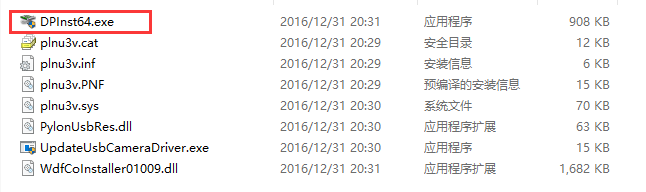 DPInst64.exe 2016/12/31 20:31 应用程序 908 KB
plnu3v.cat 2016/12/31 20:29 安全目录 12 KB
plnu3v.inf 2016/12/31 20:29 安装信息 6 KB
plnu3v.PNF 2016/12/31 20:29 预编译的安装信息 15 KB
plnu3v.sys 2016/12/31 20:30 系统文件 70 KB
PylonUsbRes.dll 2016/12/31 20:30 应用程序扩展 63 KB
UpdateUsbCameraDriver.exe 2016/12/31 20:30 应用程序 15 KB
WdfCoInstaller01009.dll 2016/12/31 20:31 应用程序扩展 1,682 KB